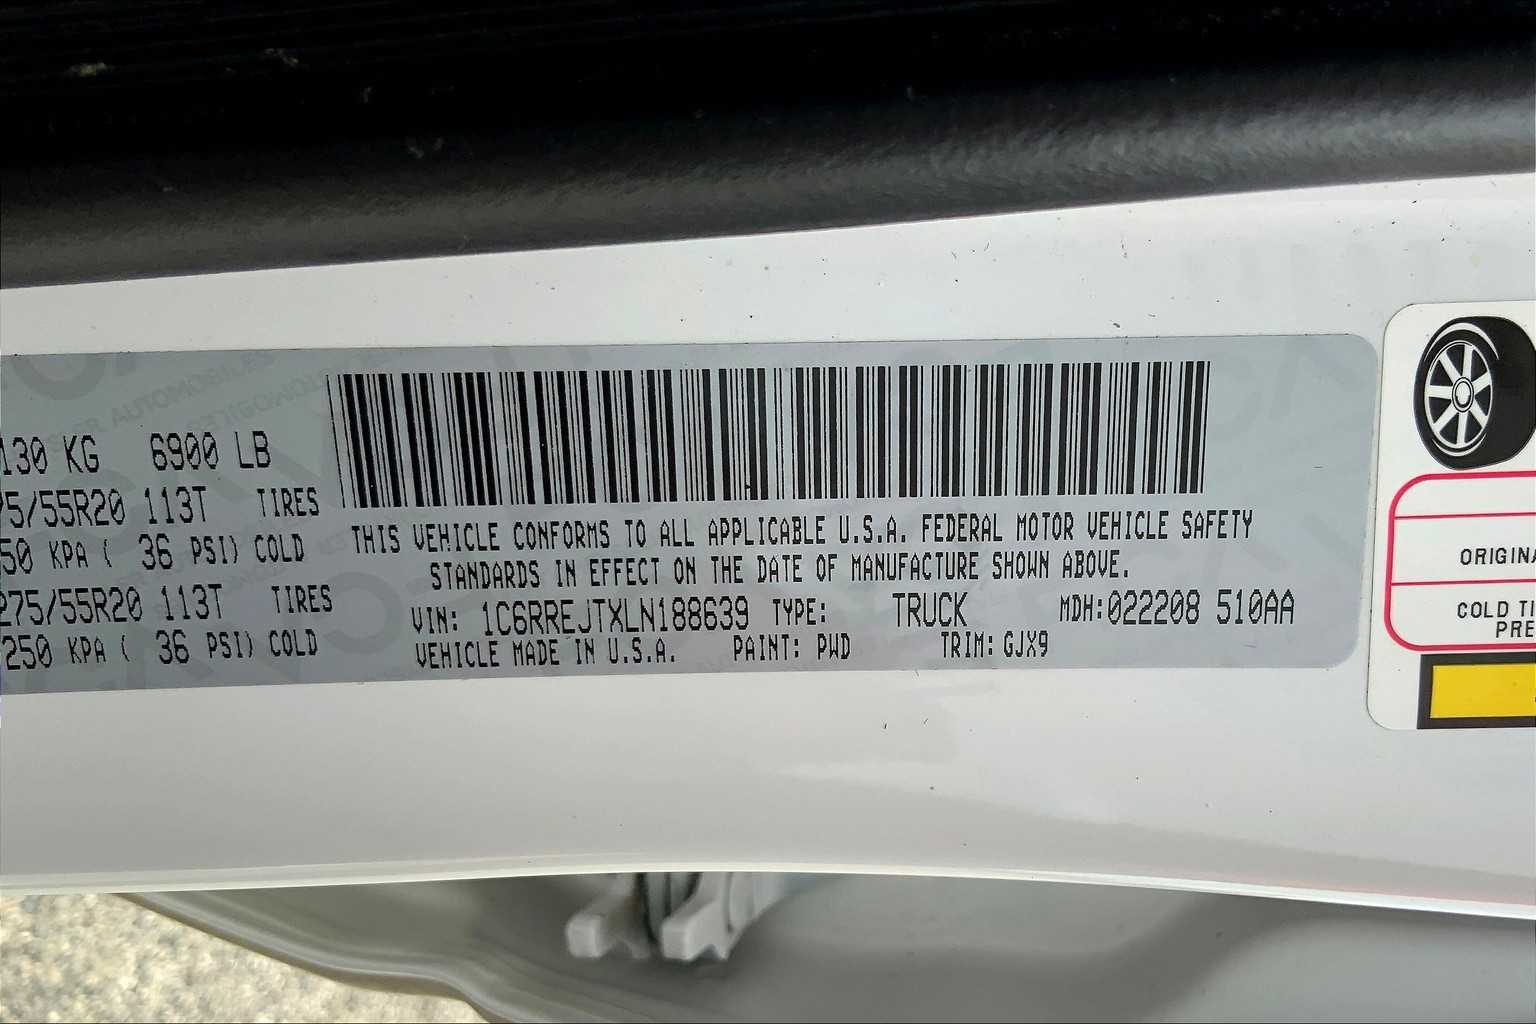 130 KG 6900 LB
75/55R20 113T TIRES
50 KPA ( 36 PSI) COLD
275/55R20 113T TIRES
250 KPA ( 36 PSI) COLD
THIS VEHICLE CONFORMS TO ALL APPLICABLE U.S.A. FEDERAL MOTOR VEHICLE SAFETY
STANDARDS IN EFFECT ON THE DATE OF MANUFACTURE SHOWN ABOVE.
VIN: 1C6RREJTXLN188639 TYPE: TRUCK MDH:022208 510AA
VEHICLE MADE IN U.S.A. PAINT: PWD TRIM: GJX9
ORIGINA
COLD TI
PRE